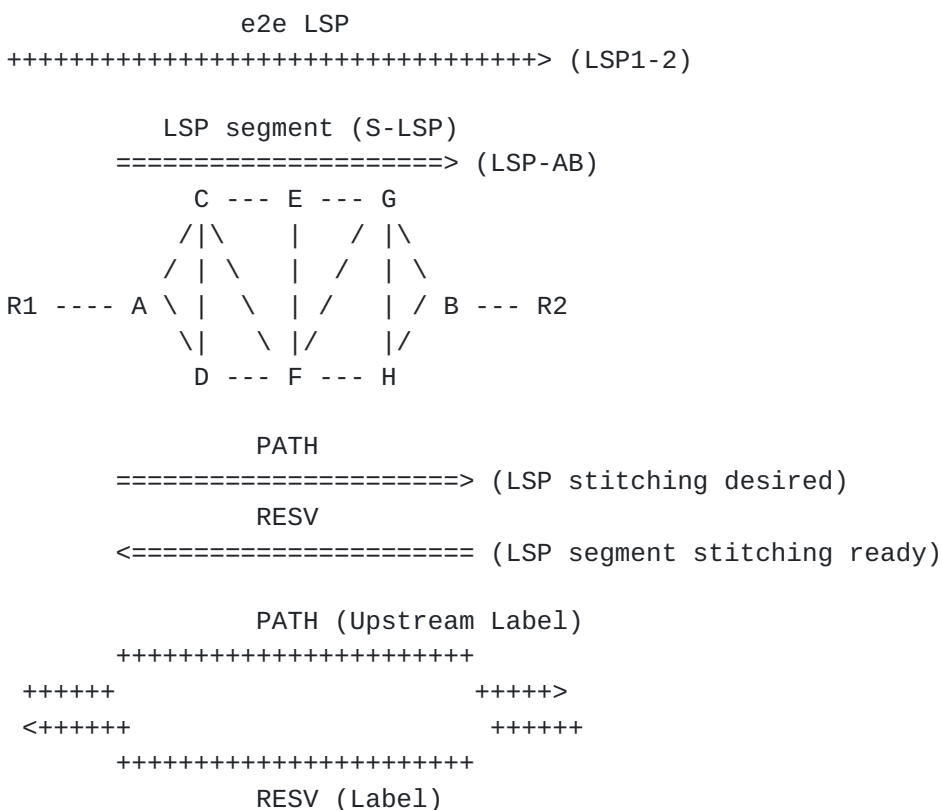 e2e LSP
++++++++++++++++++++++++++++++++++> (LSP1-2)
LSP segment (S-LSP)
=====================> (LSP-AB)
C --- E --- G
/|\    |   / |\
/ | \   |  /  | \
R1 ---- A \ |  \  | /   | / B --- R2
\|   \ |/    |/
D --- F --- H
PATH
======================> (LSP stitching desired)
RESV
<====================== (LSP segment stitching ready)
PATH (Upstream Label)
+++++++++++++++++++++++
++++++                       +++++>
<++++++                       ++++++
+++++++++++++++++++++++
RESV (Label)